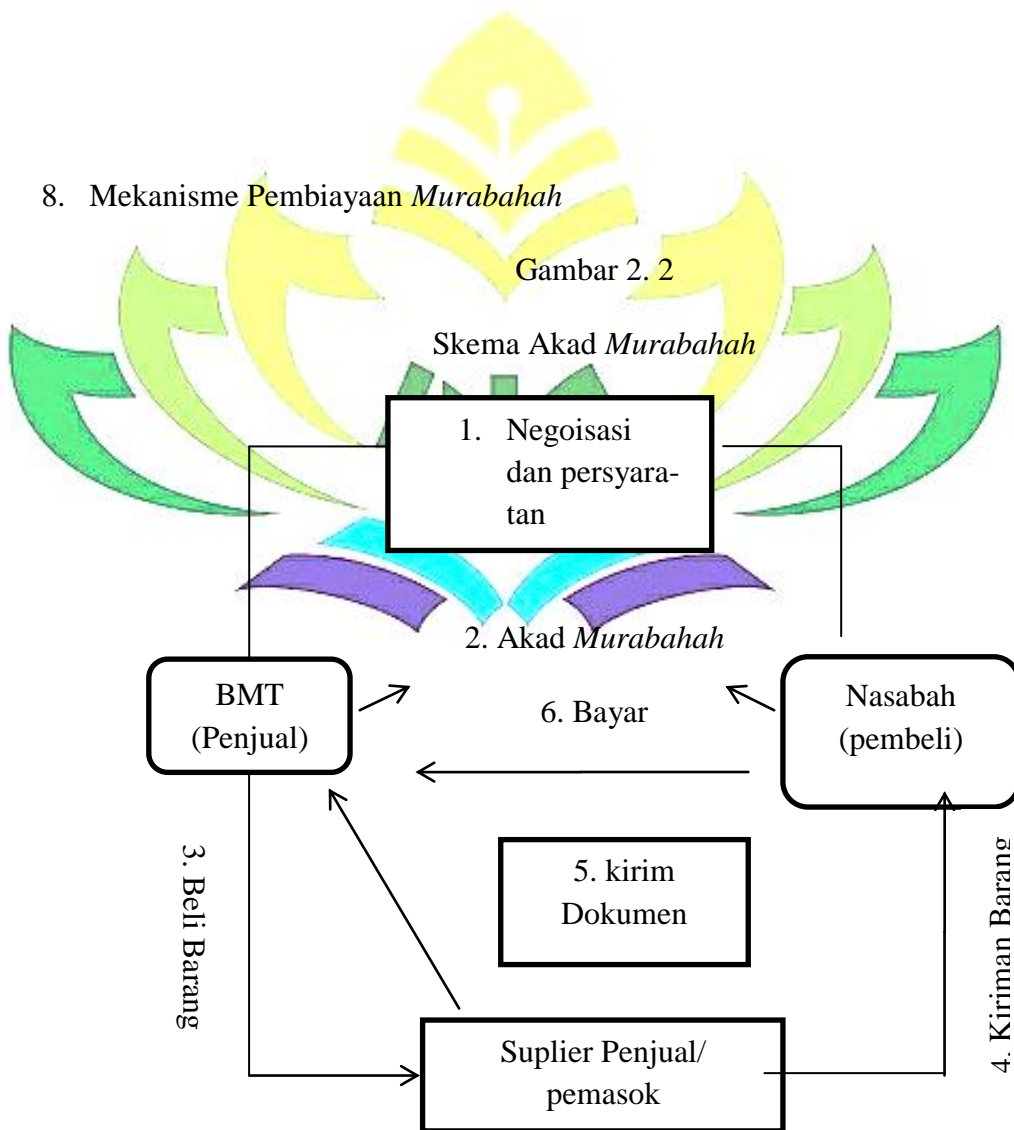 8. Mekanisme Pembiayaan Murabahah
Gambar 2. 2
Skema Akad Murabahah
1. Negoisasi
dan persyara-
tan
2. Akad Murabahah
BMT
(Penjual)
6. Bayar
Nasabah
(pembeli)
3. Beli Barang
5. kirim
Dokumen
4. Kiriman Barang
Suplier Penjual/
pemasok